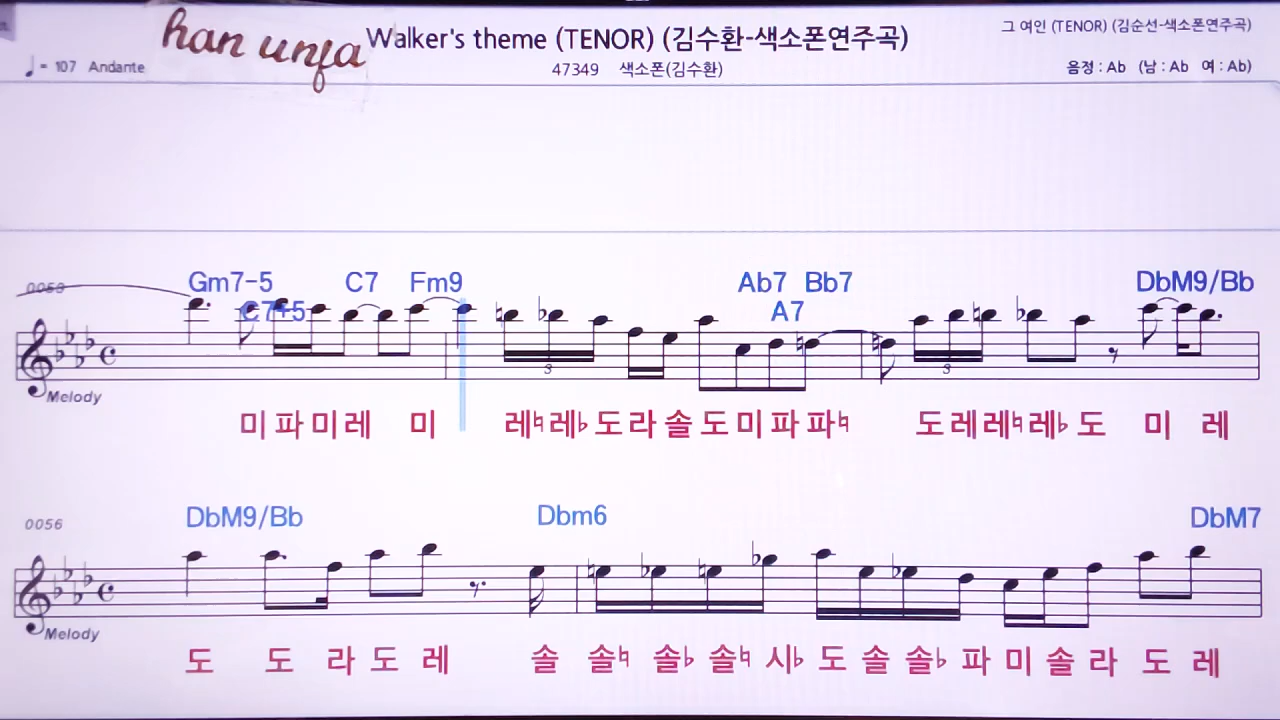 han unja
Walker's theme (TENOR) (김수환-색소폰연주곡)
그 여인 (TENOR) (김순선-색소폰연주곡)
♩= 107 Andante
47349 색소폰(김수환)
음정 : Ab (남 : Ab 여 : Ab)
0053
Gm7-5 C7 Fm9 Ab7 Bb7 DbM9/Bb
C7+5 A7
3 3
Melody
미 파 미 레 미 레♮ 레♭ 도 라 솔 도 미 파 파♮ 도 레 레♮ 레♭ 도 미 레
0056
DbM9/Bb Dbm6 DbM7
Melody
도 도 라 도 레 솔 솔♮ 솔♭ 솔♮ 시♭ 도 솔 솔♭ 파 미 솔 라 도 레